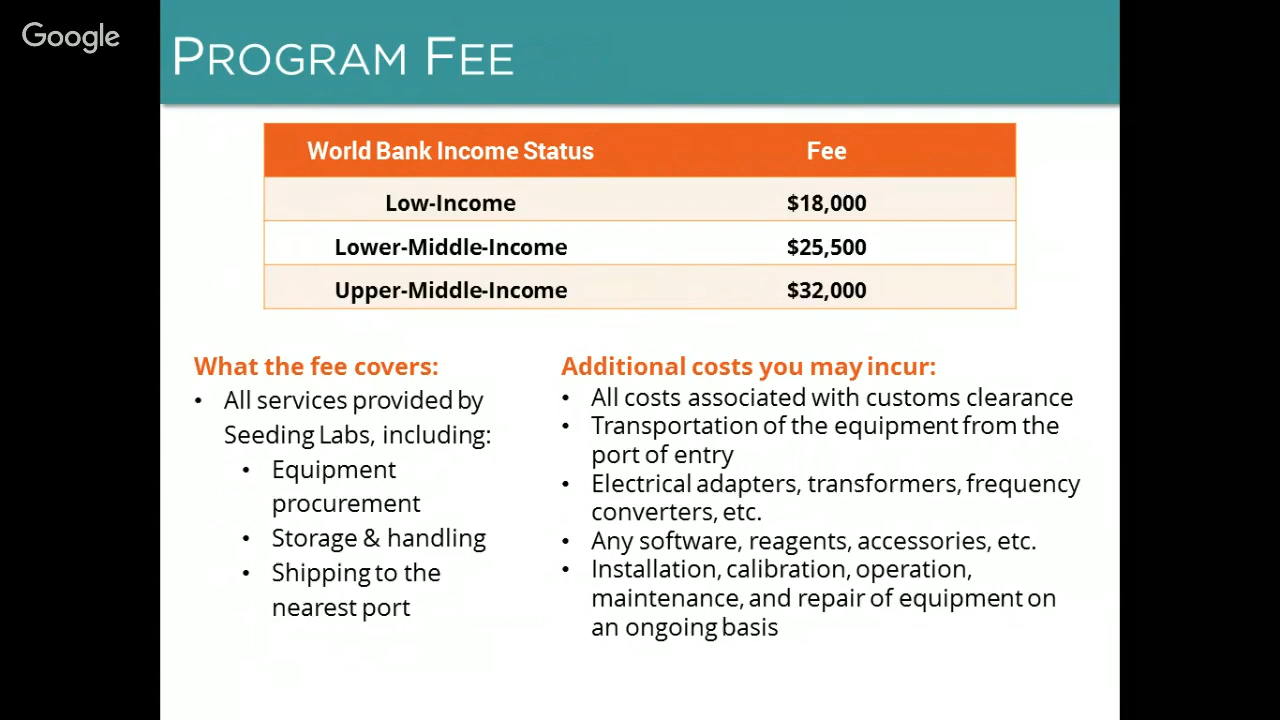 Google
PROGRAM FEE
World Bank Income Status Fee
Low-Income $18,000
Lower-Middle-Income $25,500
Upper-Middle-Income $32,000
What the fee covers:
• All services provided by
Seeding Labs, including:
• Equipment
procurement
• Storage & handling
• Shipping to the
nearest port
Additional costs you may incur:
• All costs associated with customs clearance
• Transportation of the equipment from the
port of entry
• Electrical adapters, transformers, frequency
converters, etc.
• Any software, reagents, accessories, etc.
• Installation, calibration, operation,
maintenance, and repair of equipment on
an ongoing basis